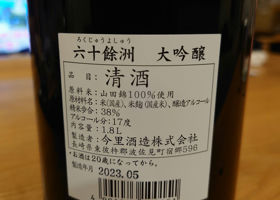 ろくじゅうよしゅう
六十餘洲 大吟醸
品目:清酒
原料米:山田錦100%使用
原材料名:米(国産)、米麹(国産米)、醸造アルコール
精米歩合:38%
アルコール分:17度
内容量:1.8L
製造者:今里酒造株式会社
長崎県東彼杵郡波佐見町宿郷596
*お酒は20歳になってから。
製造年月 2023.05